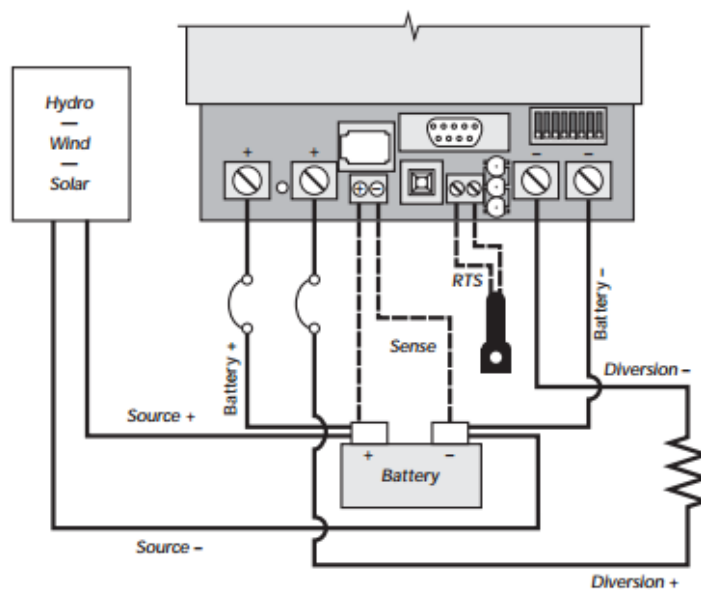 Hydro
—
Wind
—
Solar
+
+
–
–
+
–
RTS
Battery –
Sense
Battery +
Diversion –
Source +
+
–
Battery
Source –
Diversion +